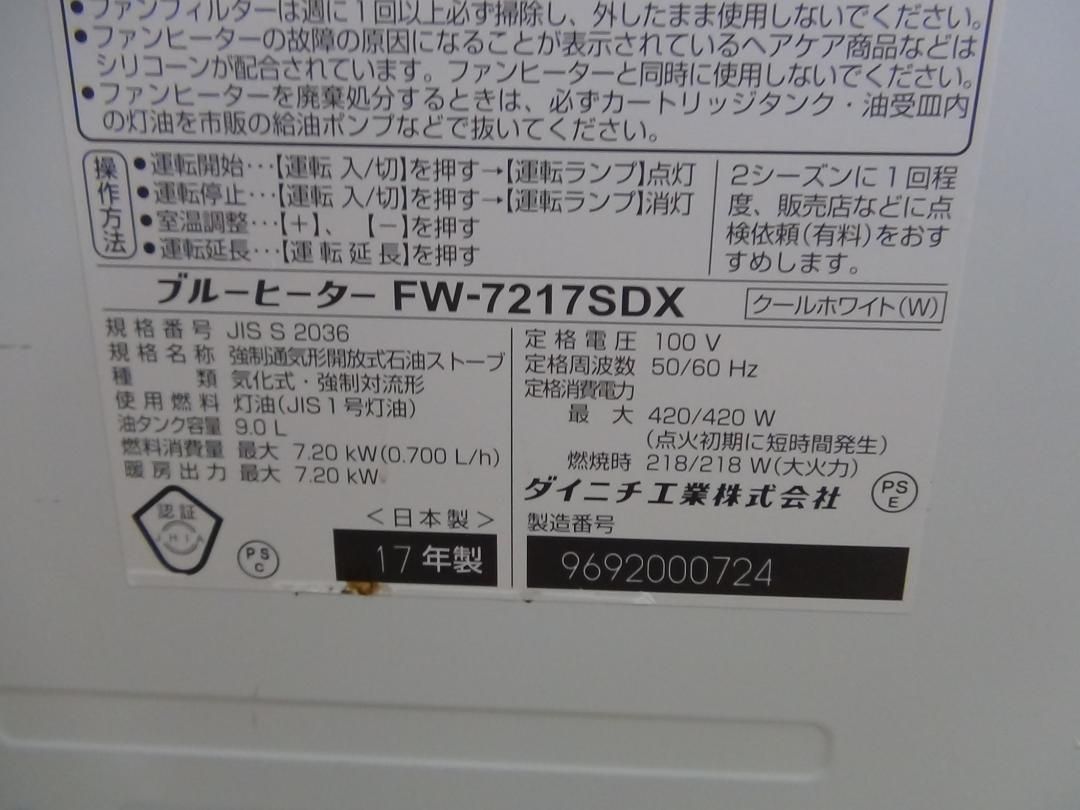 ●ファンフィルターは週に1回以上必ず掃除し、外したまま使用しないでください。
●ファンヒーターの故障の原因になることが表示されているヘアケア商品などは
シリコーンが配合されています。ファンヒーターと同時に使用しないでください。
●ファンヒーターを廃棄処分するときは、必ずカートリッジタンク・油受皿内
の灯油を市販の給油ポンプなどで抜いてください。
操作方法
●運転開始…【運転 入/切】を押す→【運転ランプ】点灯
●運転停止…【運転 入/切】を押す→【運転ランプ】消灯
●室温調整…【+】、【−】を押す
●運転延長…【運転延長】を押す
2シーズンに1回程
度、販売店などに点
検依頼(有料)をおす
すめします。
ブルーヒーター FW-7217SDX クールホワイト(W)
規格番号 JIS S 2036
規格名称 強制通気形開放式石油ストーブ
種類 気化式・強制対流形
使用燃料 灯油(JIS1号灯油)
油タンク容量 9.0 L
燃料消費量 最大 7.20 kW(0.700 L/h)
暖房出力 最大 7.20 kW
認証
JHIA
PS
C
<日本製>
17年製
定格電圧 100 V
定格周波数 50/60 Hz
定格消費電力
最大 420/420 W
(点火初期に短時間発生)
燃焼時 218/218 W(大火力)
ダイニチ工業株式会社
PS
E
製造番号
9692000724